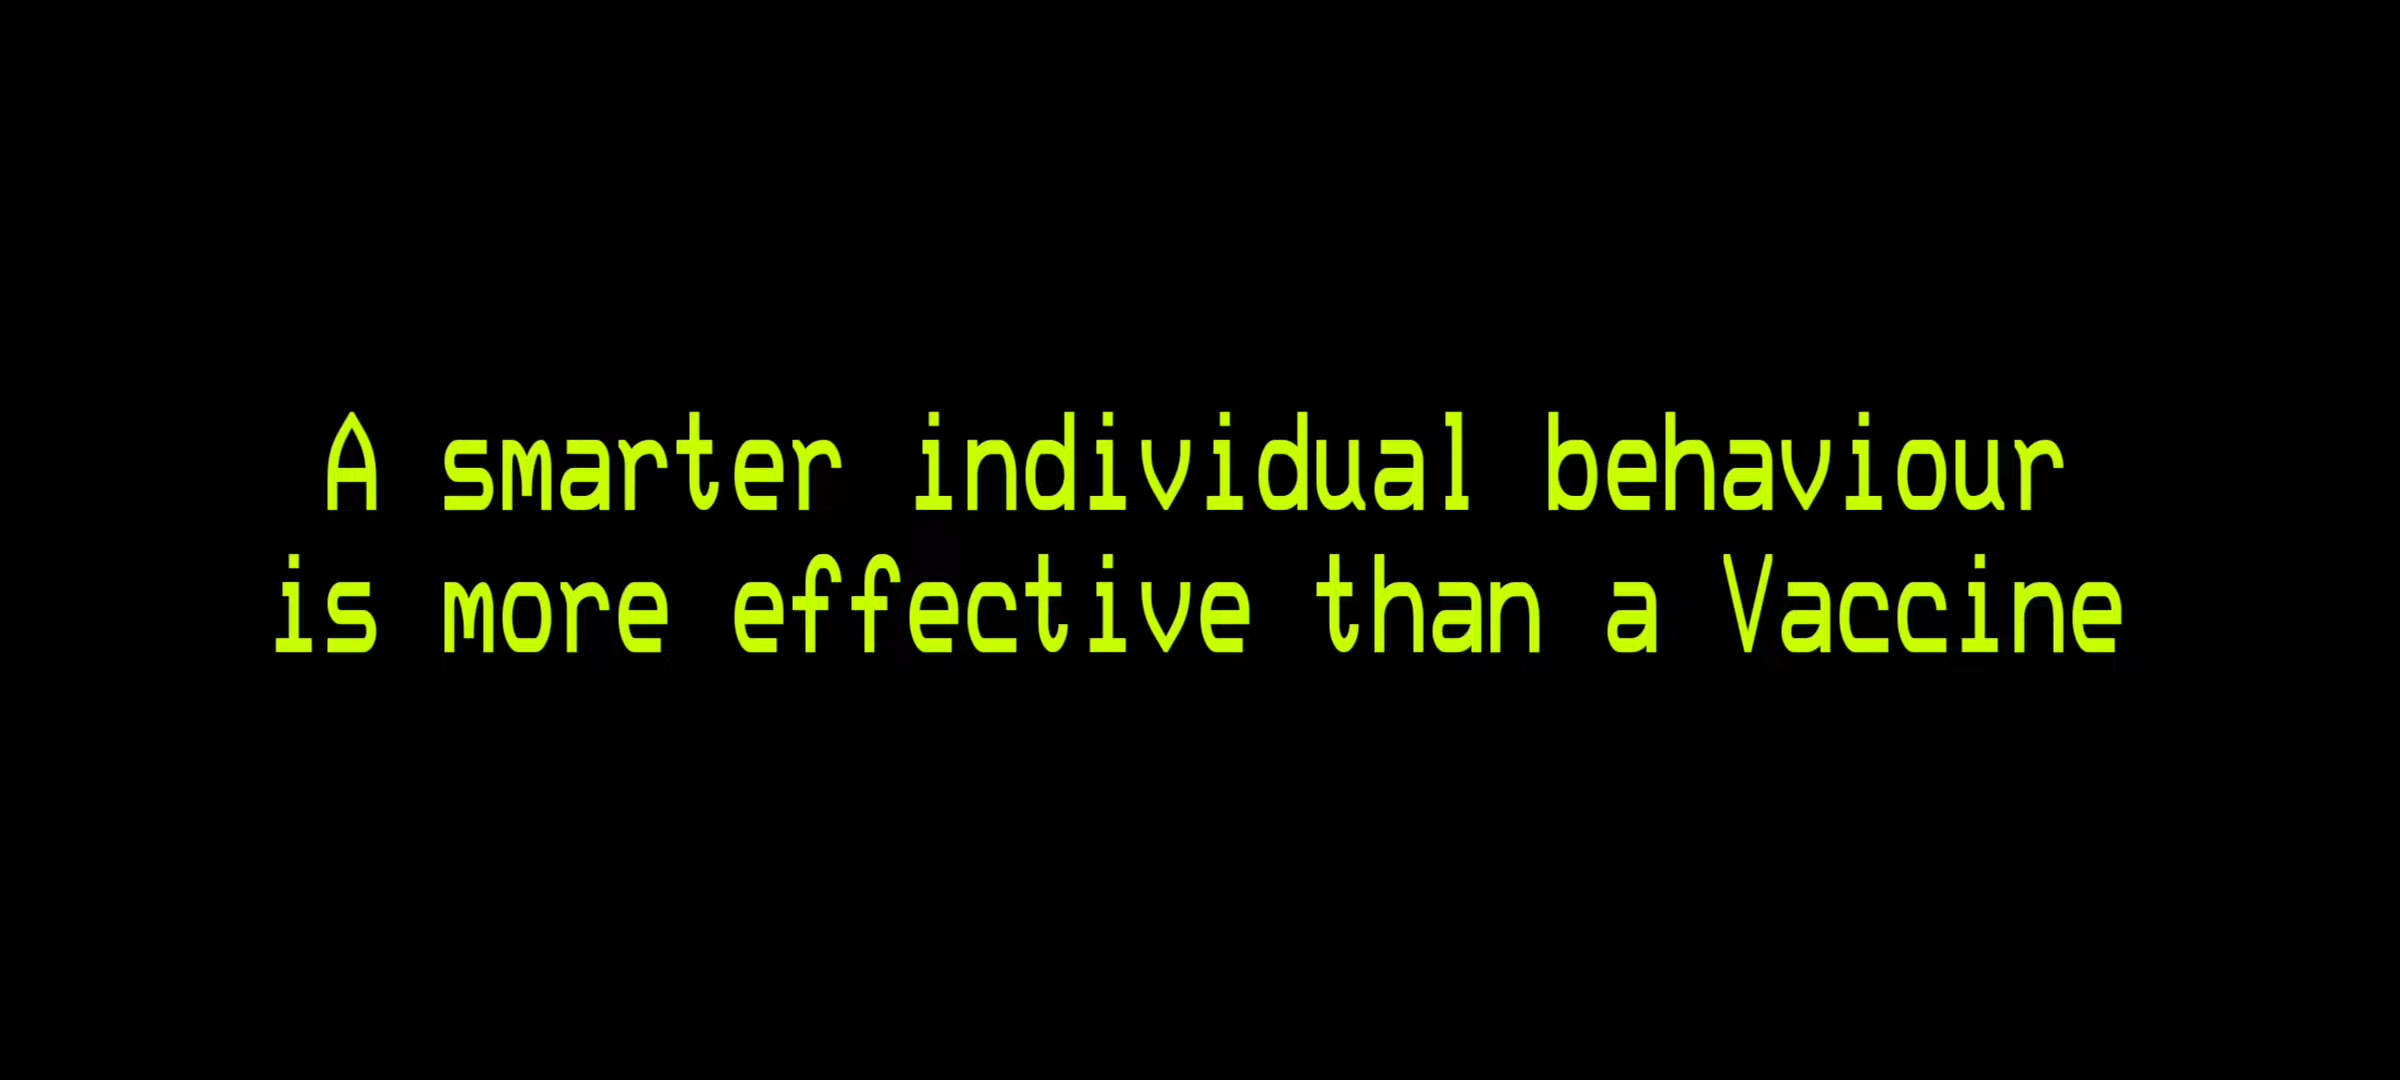 A smarter individual behaviour
is more effective than a Vaccine